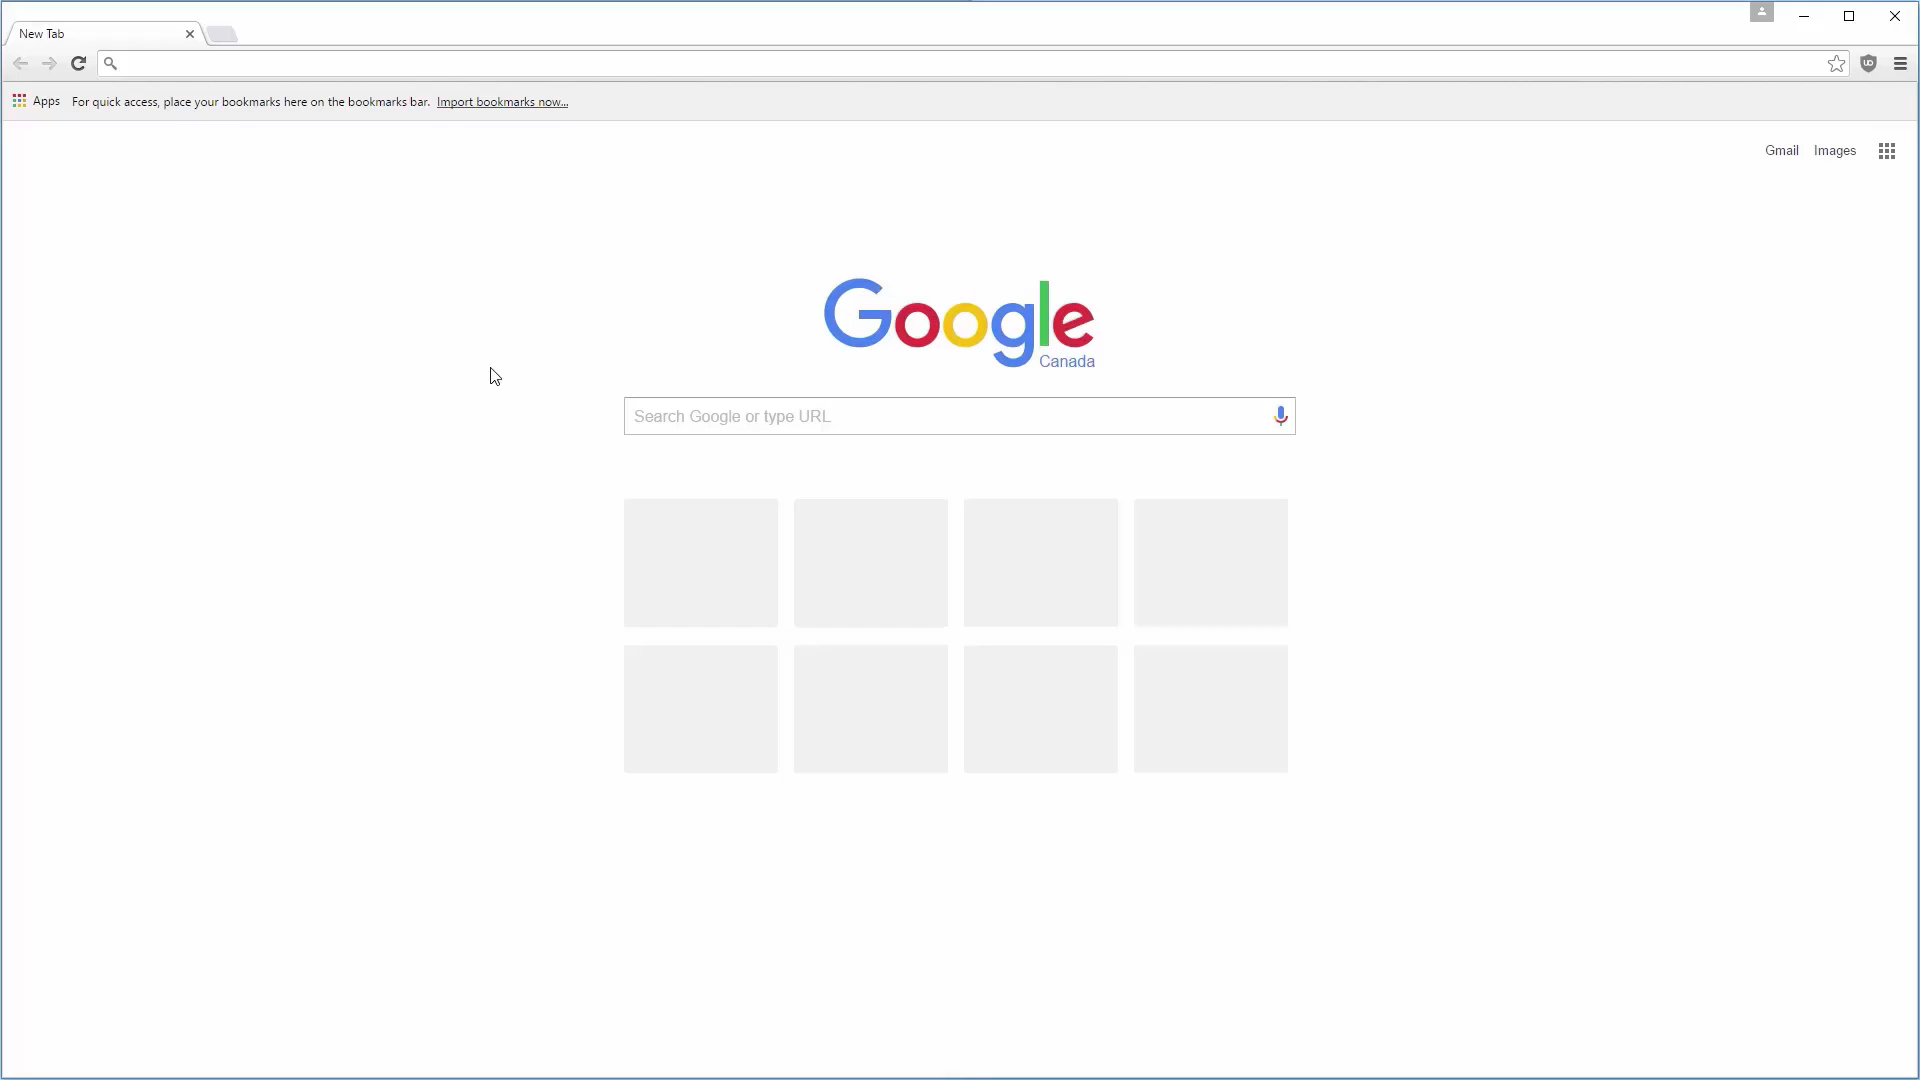 New Tab
Apps For quick access, place your bookmarks here on the bookmarks bar. Import bookmarks now...
Gmail Images
Google
Canada
Search Google or type URL